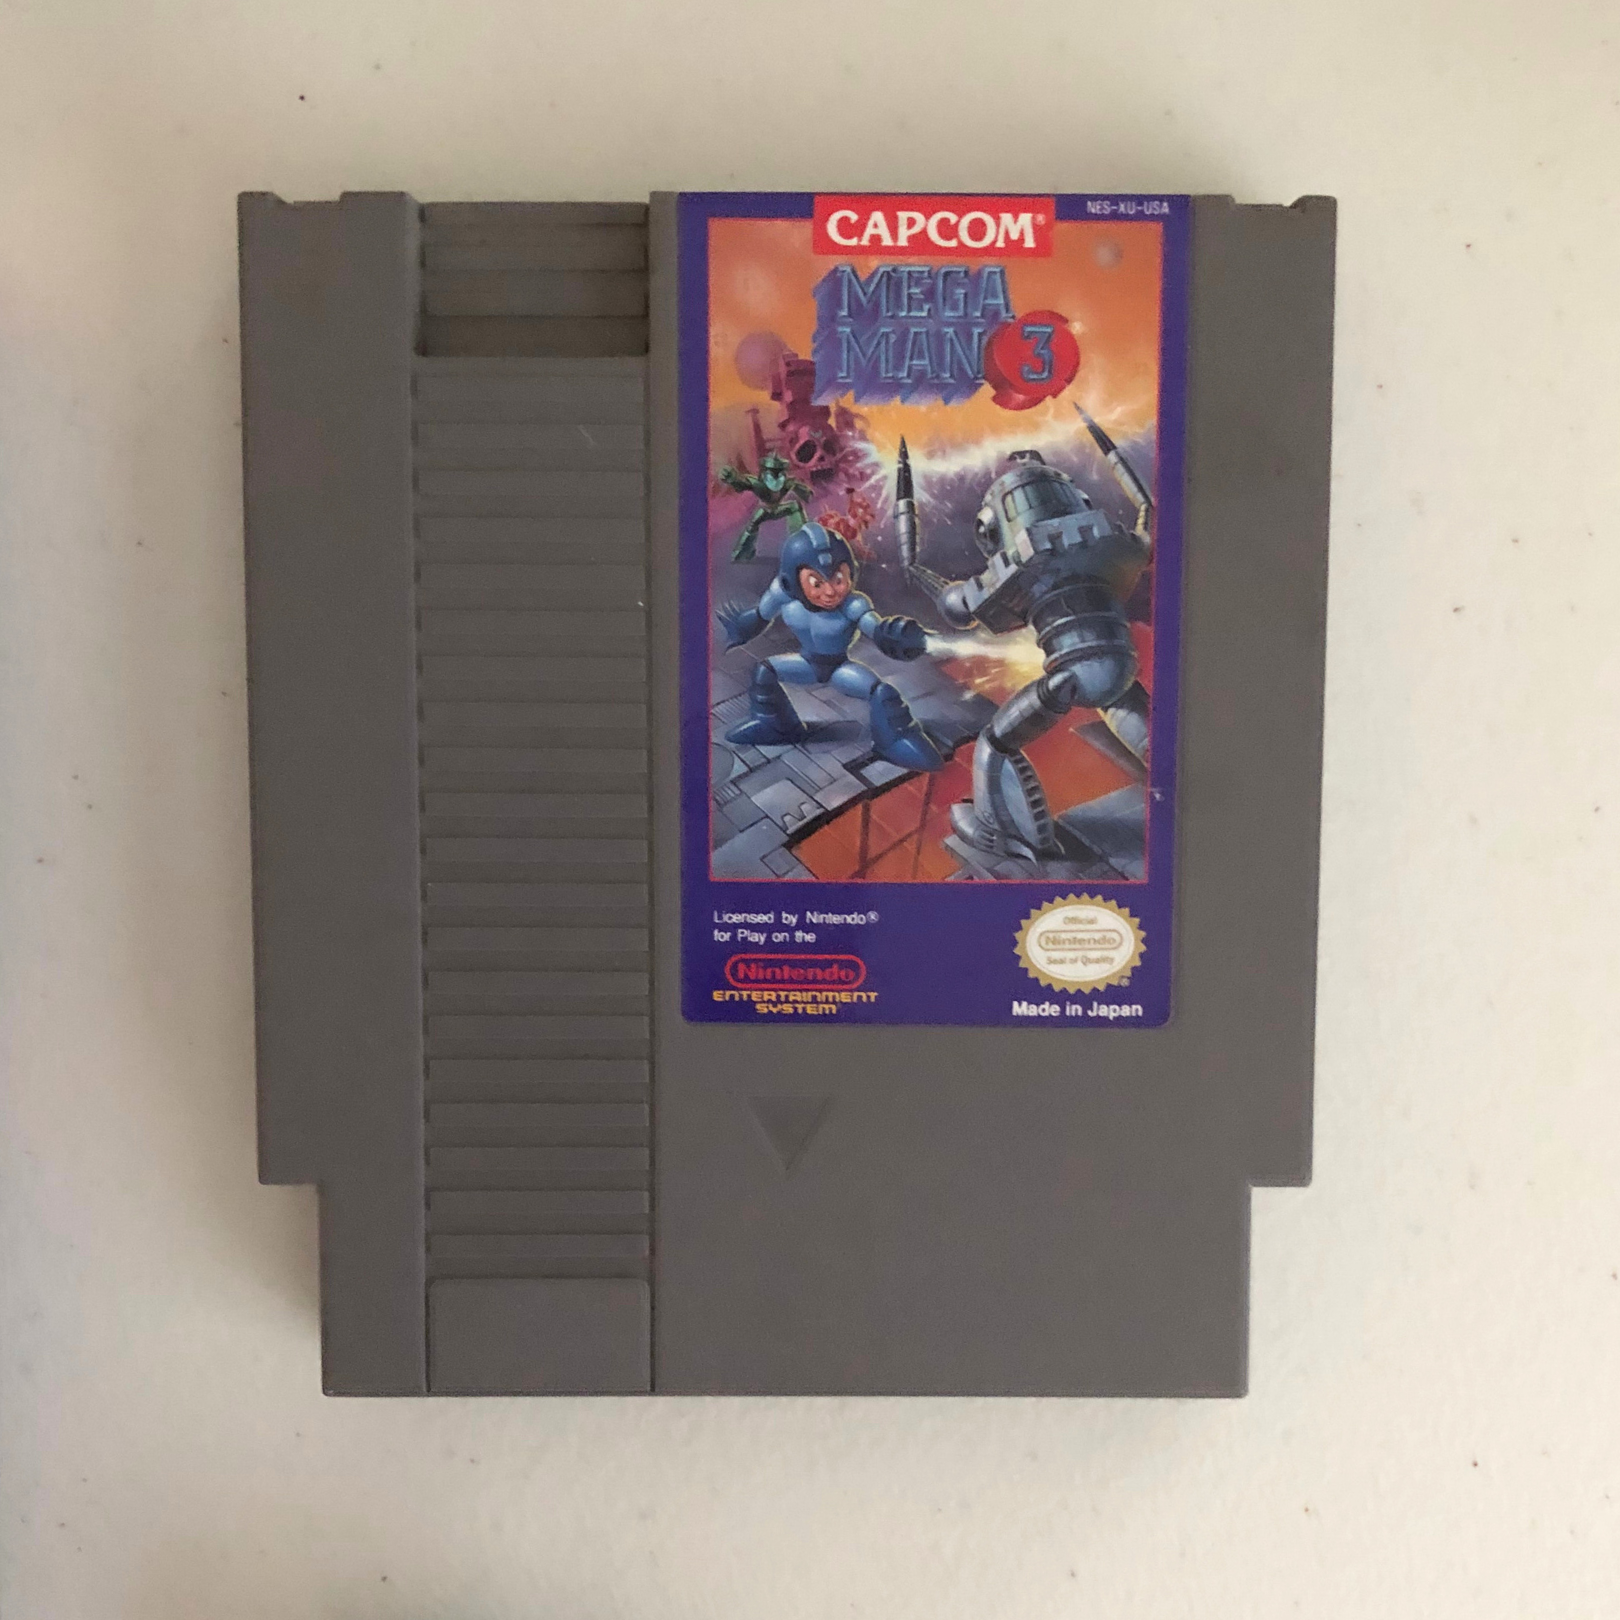 CAPCOM®
NES-XU-USA
MEGA
MAN 3
Licensed by Nintendo®
for Play on the
Nintendo
ENTERTAINMENT
SYSTEM
Official
Nintendo
Seal of Quality
®
Made in Japan